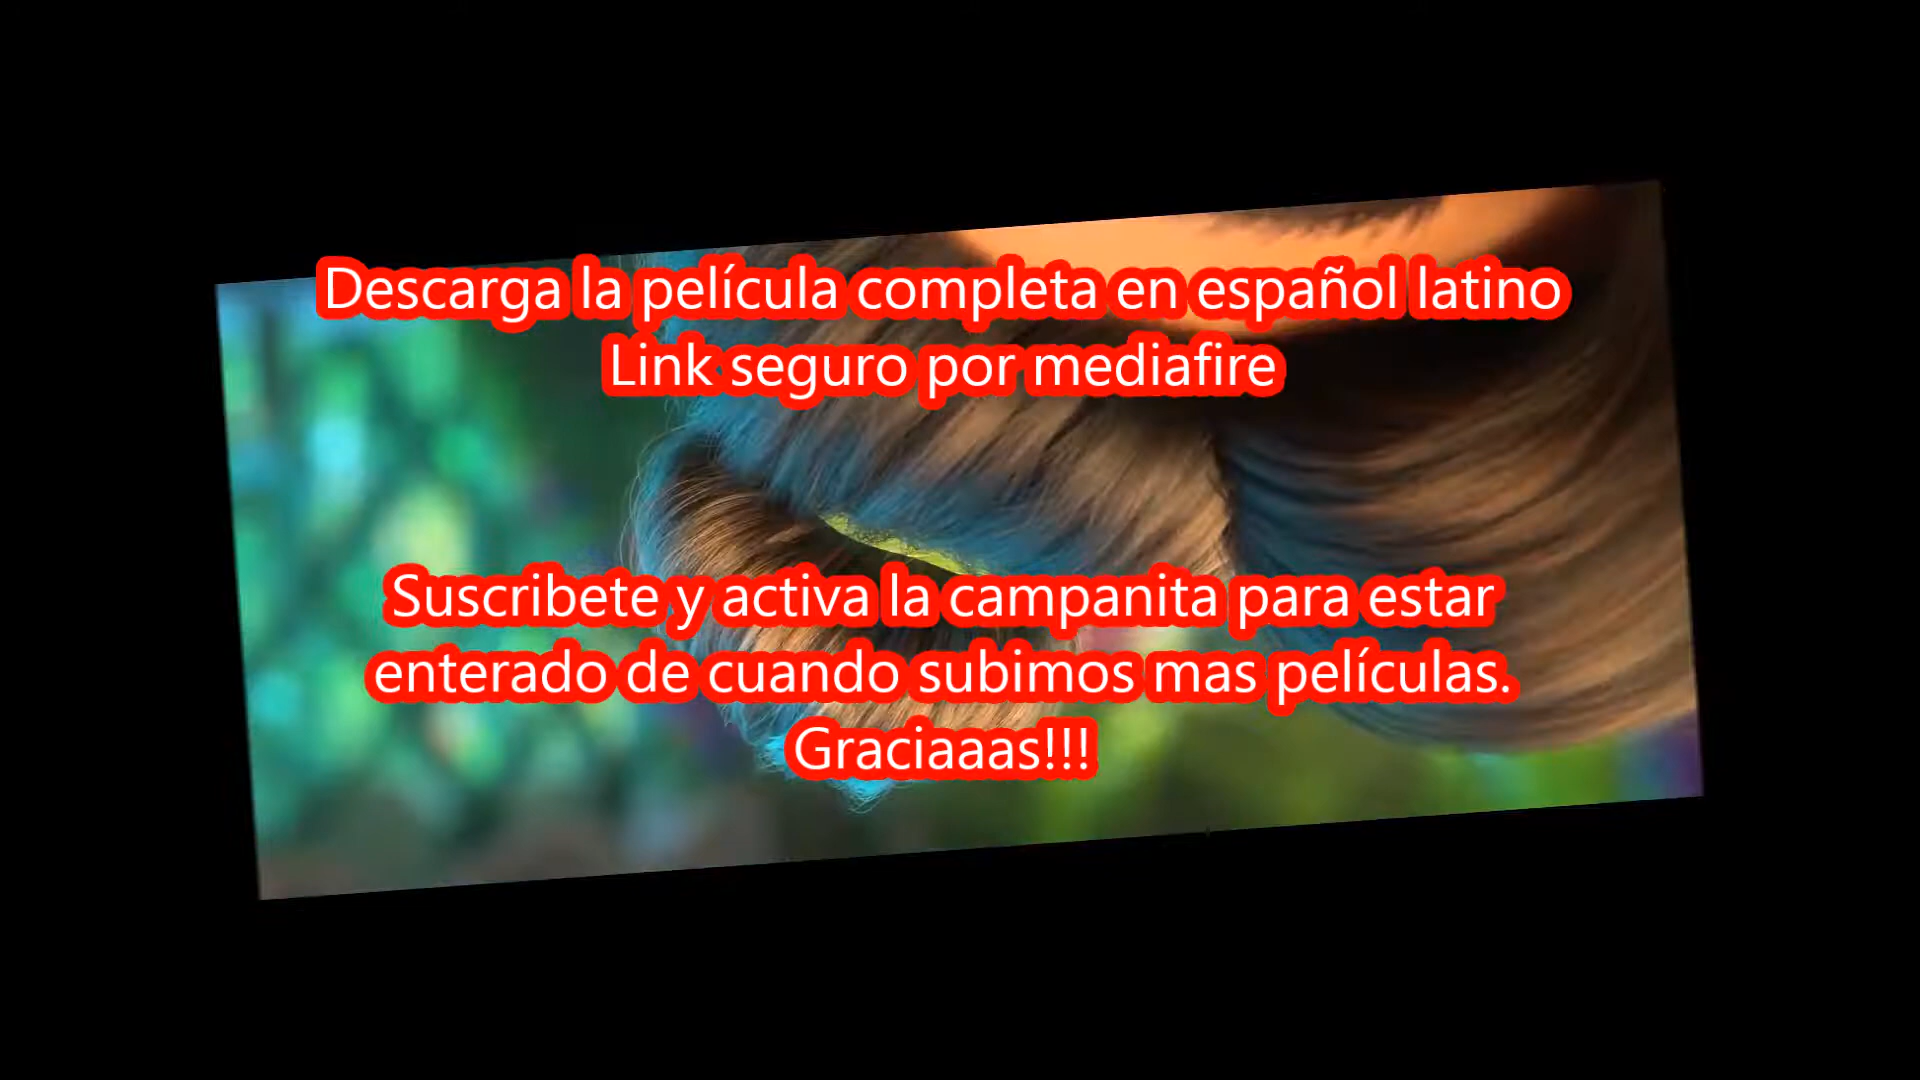 Descarga la película completa en español latino
Link seguro por mediafire
Suscribete y activa la campanita para estar
enterado de cuando subimos mas películas.
Graciaaas!!!